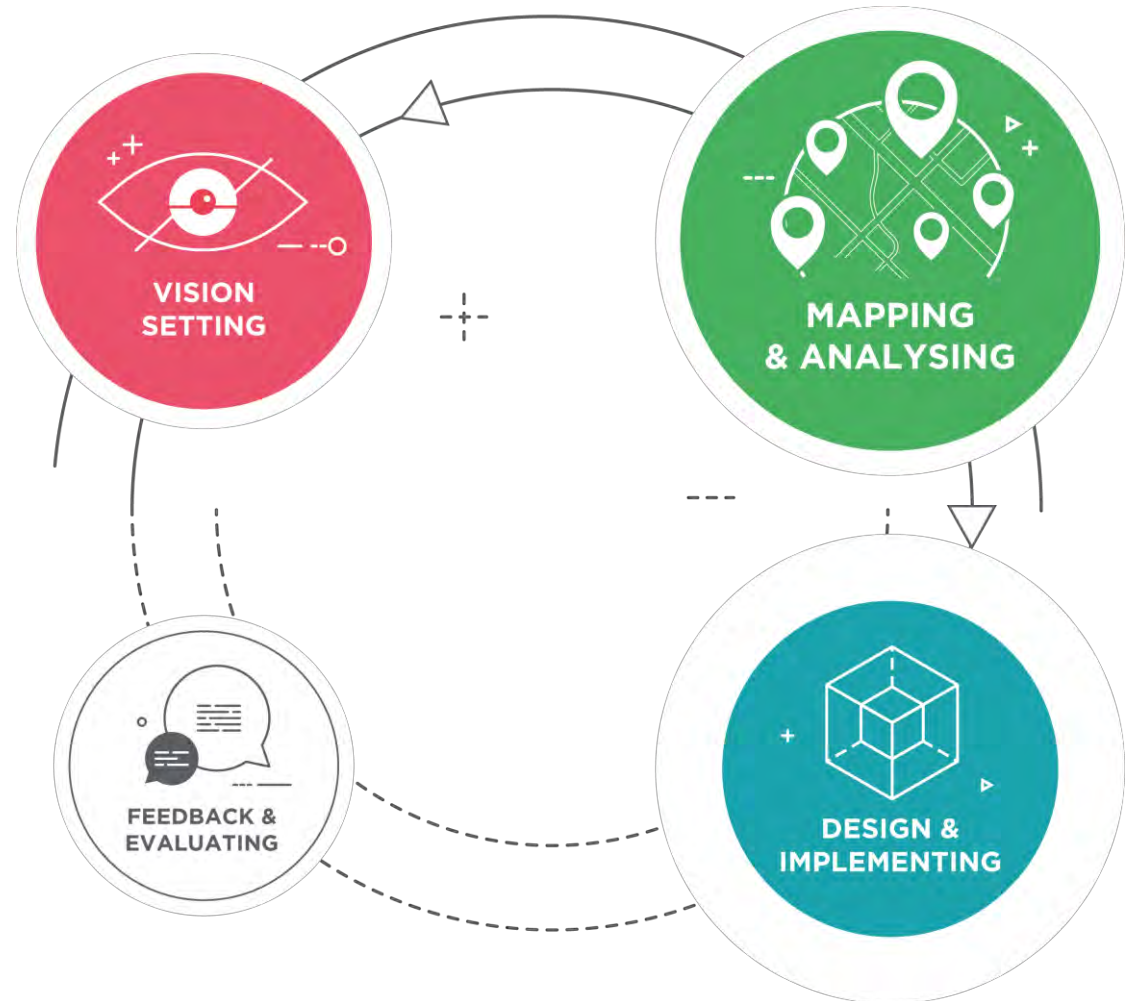 VISION
SETTING
MAPPING
& ANALYSING
FEEDBACK &
EVALUATING
DESIGN &
IMPLEMENTING